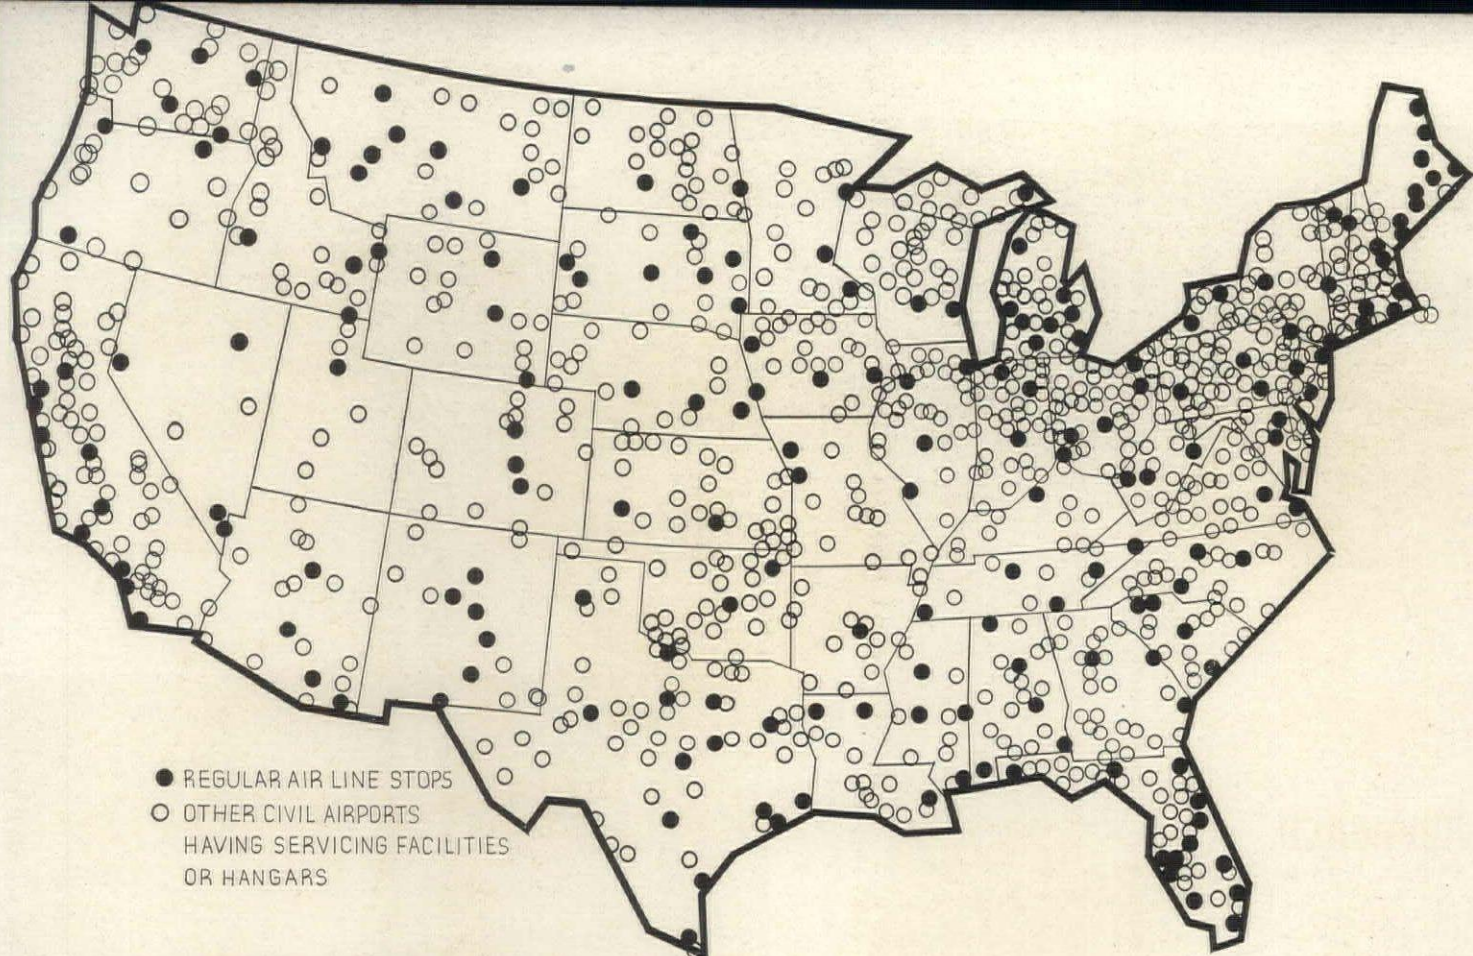 REGULAR AIR LINE STOPS
OTHER CIVIL AIRPORTS
HAVING SERVICING FACILITIES
OR HANGARS